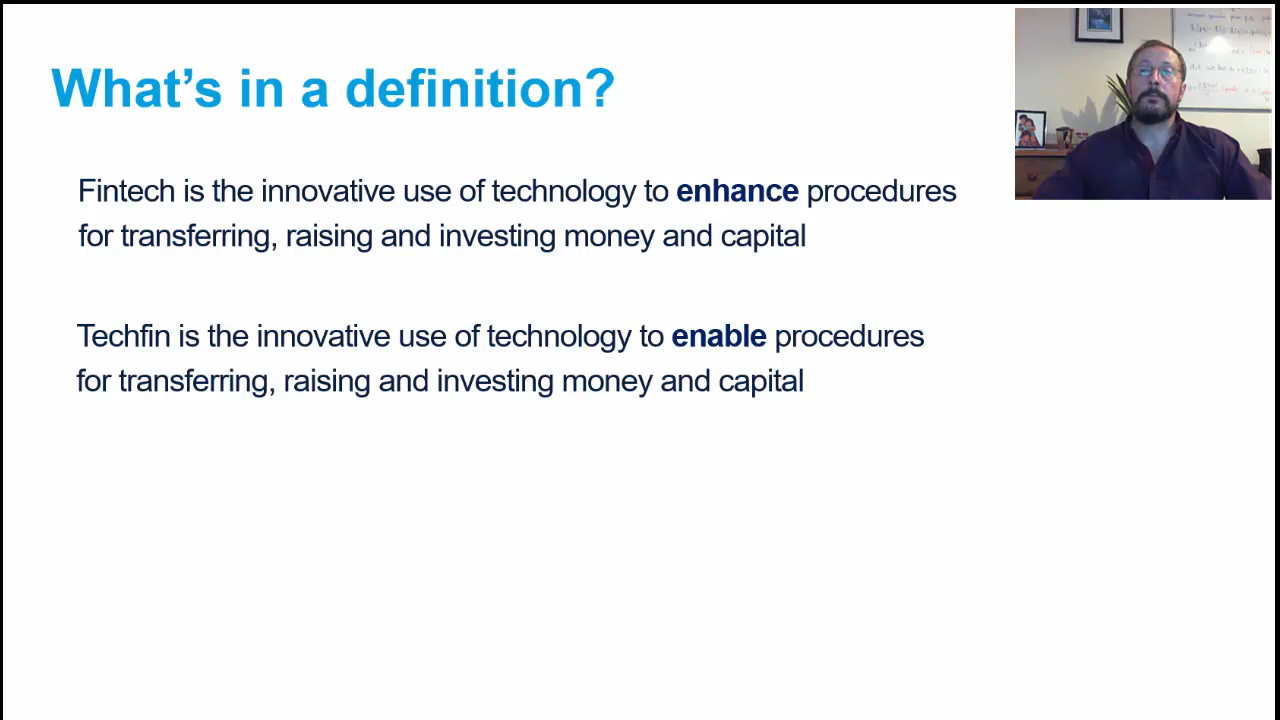 What's in a definition?
Fintech is the innovative use of technology to enhance procedures
for transferring, raising and investing money and capital
Techfin is the innovative use of technology to enable procedures
for transferring, raising and investing money and capital